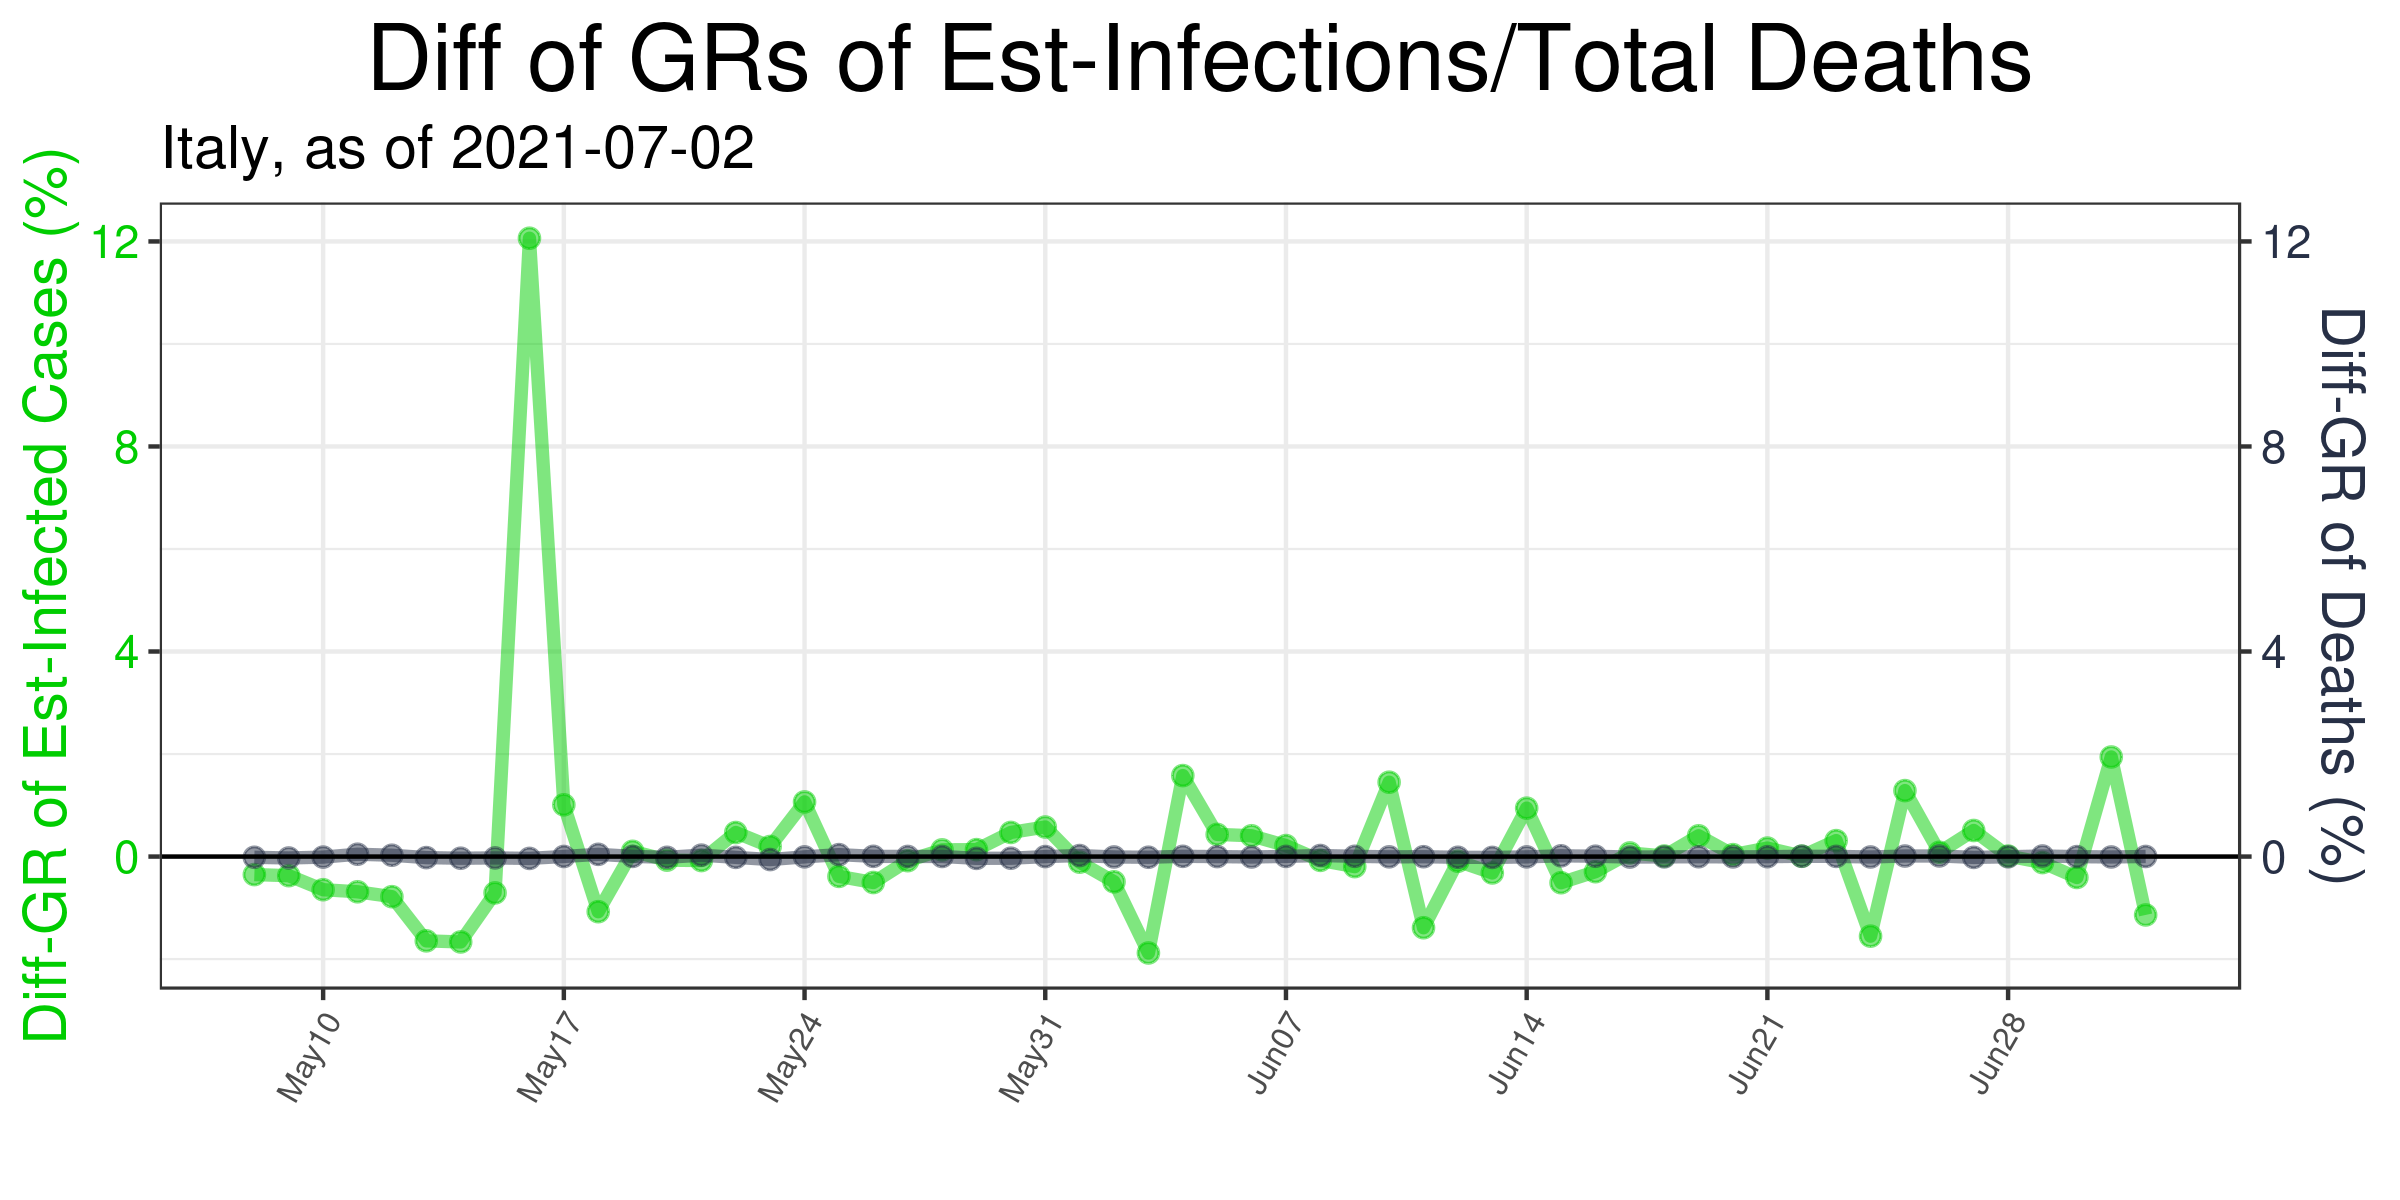 Diff of GRs of Est-Infections/Total Deaths
Italy, as of 2021-07-02
Diff-GR of Est-Infected Cases (%)
12
8
4
0
12
8
4
0
Diff-GR of Deaths (%)
May10
May17
May24
May31
Jun07
Jun14
Jun21
Jun28